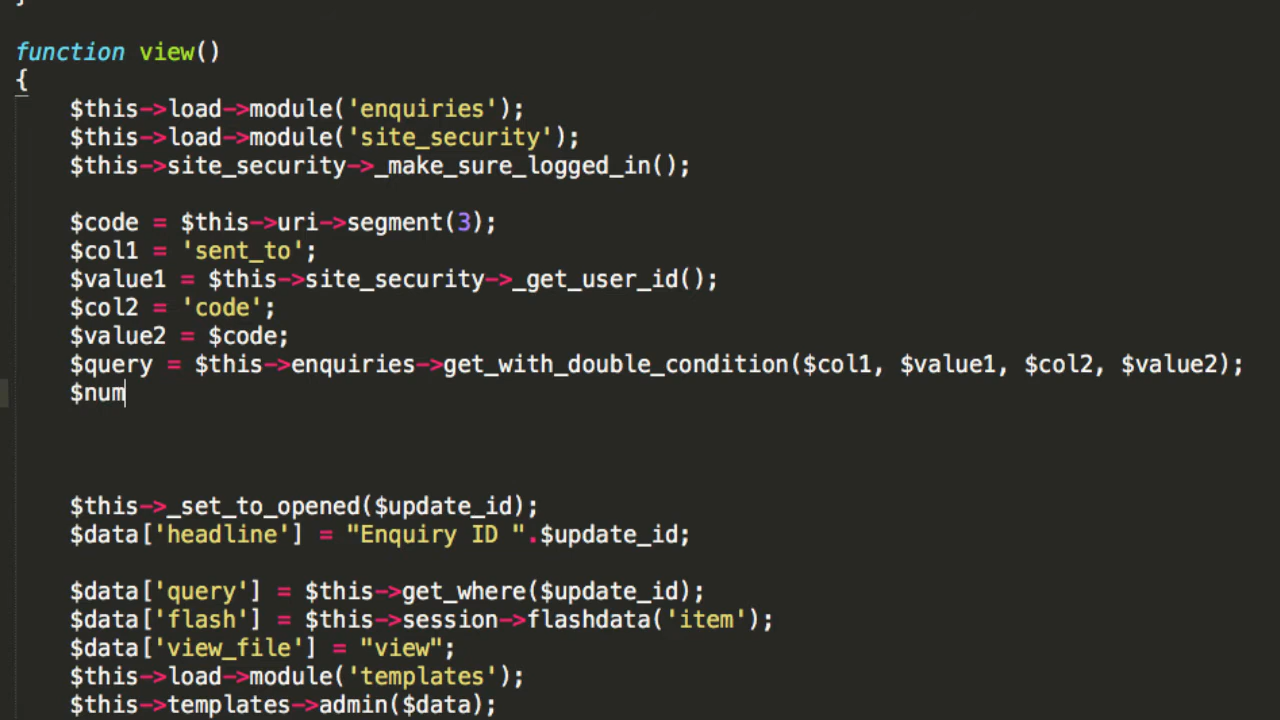 }
function view()
{
$this->load->module('enquiries');
$this->load->module('site_security');
$this->site_security->_make_sure_logged_in();
$code = $this->uri->segment(3);
$col1 = 'sent_to';
$value1 = $this->site_security->_get_user_id();
$col2 = 'code';
$value2 = $code;
$query = $this->enquiries->get_with_double_condition($col1, $value1, $col2, $value2);
$num
$this->_set_to_opened($update_id);
$data['headline'] = "Enquiry ID ".$update_id;
$data['query'] = $this->get_where($update_id);
$data['flash'] = $this->session->flashdata('item');
$data['view_file'] = "view";
$this->load->module('templates');
$this->templates->admin($data);